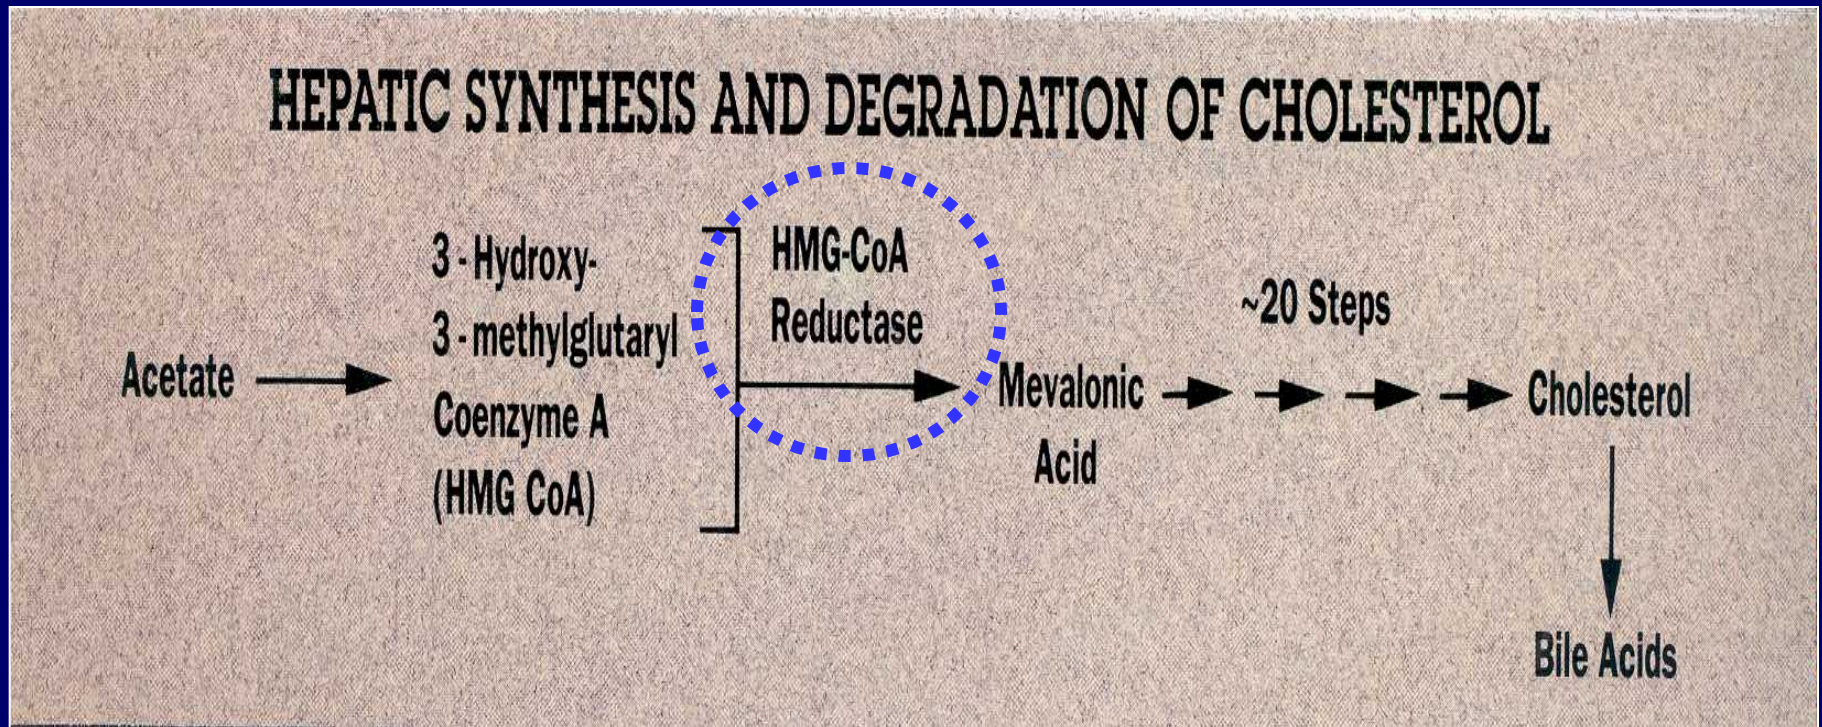 HEPATIC SYNTHESIS AND DEGRADATION OF CHOLESTEROL
Acetate
3 - Hydroxy-
3 - methylglutaryl
Coenzyme A
(HMG CoA)
HMG-CoA
Reductase
Mevalonic
Acid
~20 Steps
Cholesterol
Bile Acids